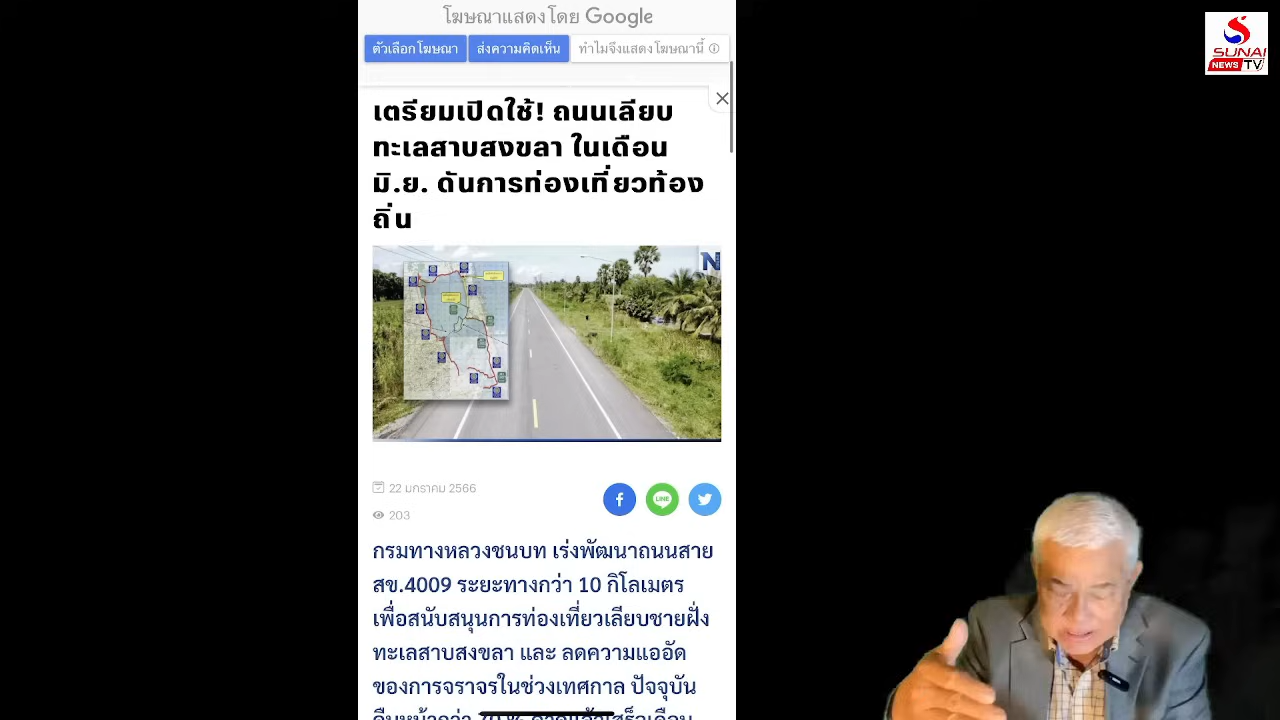 โฆษณาแสดงโดย Google
ตัวเลือกโฆษณา
ส่งความคิดเห็น
ทำไมจึงแสดงโฆษณานี้
SUNAI
NEWS TV
เตรียมเปิดใช้! ถนนเลียบ
ทะเลสาบสงขลา ในเดือน
มิ.ย. ดันการท่องเที่ยวท้อง
ถิ่น
N
22 มกราคม 2566
203
LINE
กรมทางหลวงชนบท เร่งพัฒนาถนนสาย
สข.4009 ระยะทางกว่า 10 กิโลเมตร
เพื่อสนับสนุนการท่องเที่ยวเลียบชายฝั่ง
ทะเลสาบสงขลา และ ลดความแออัด
ของการจราจรในช่วงเทศกาล ปัจจุบัน